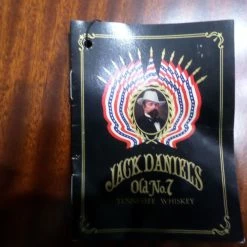 JACK DANIEL'S
Old No. 7
TENNESSEE WHISKEY